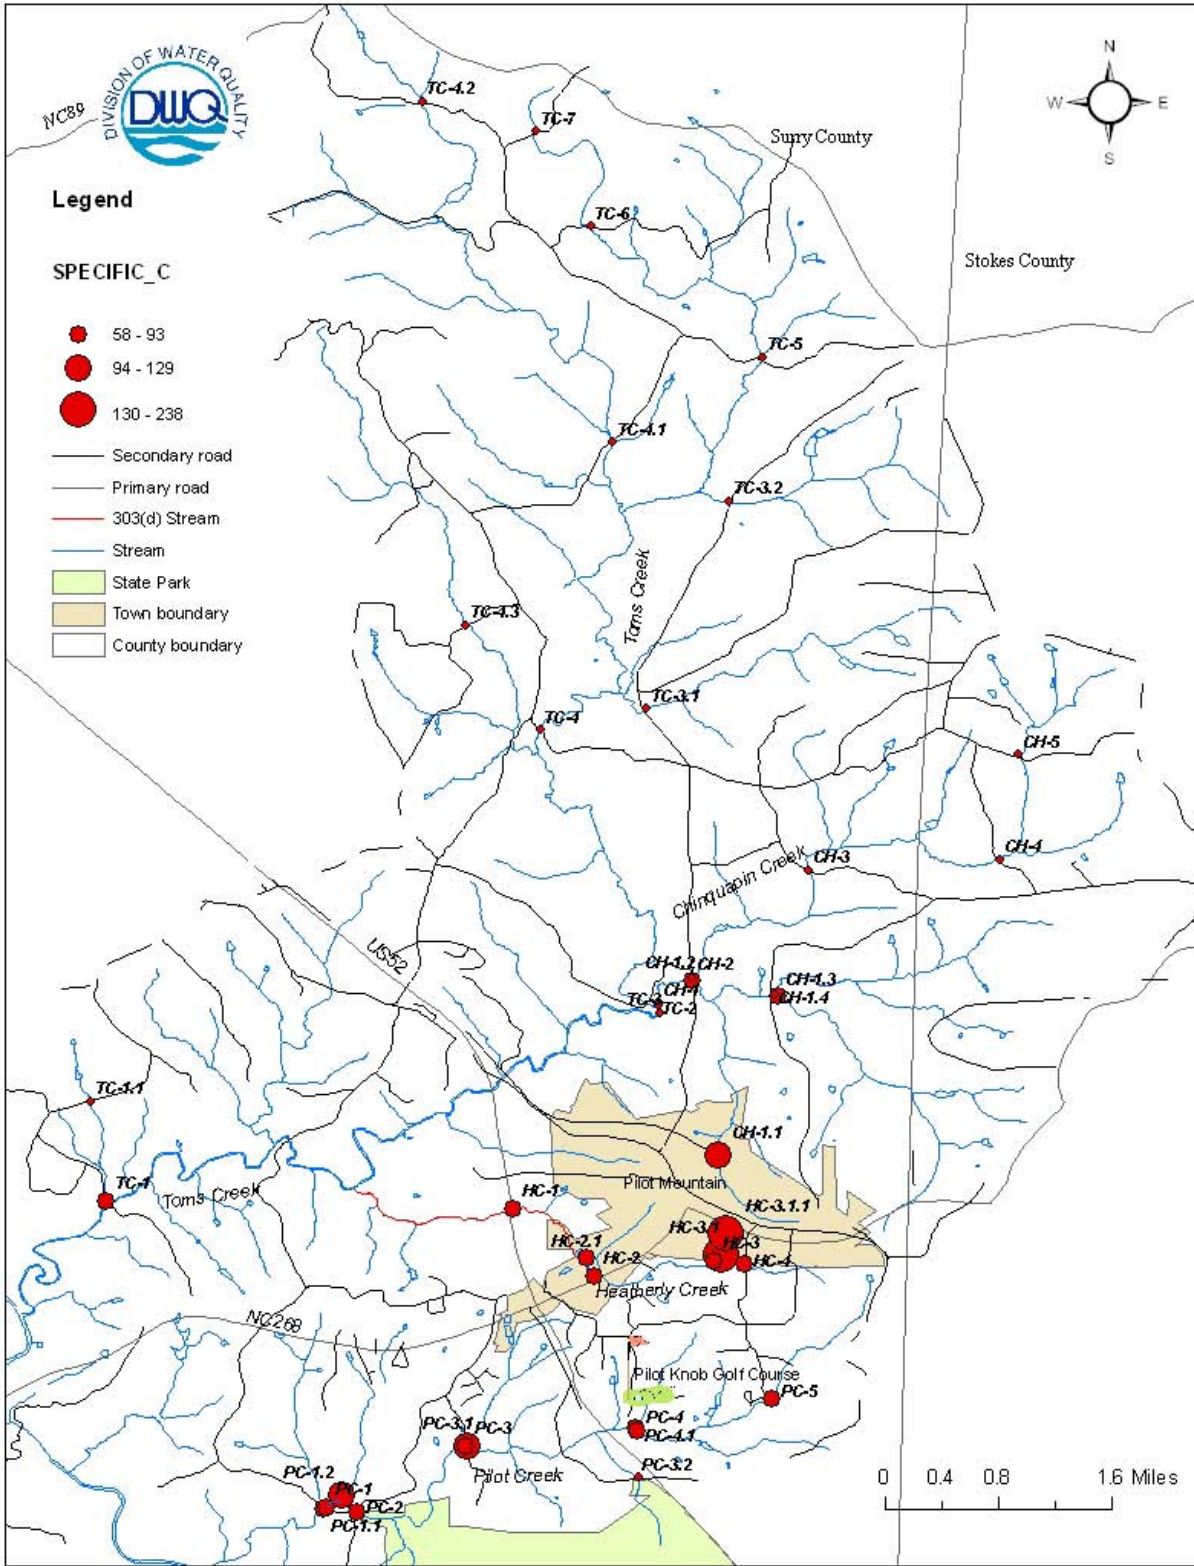 DIVISION OF WATER QUALITY
DWQ
NC89
N
W
E
S
Surry County
Stokes County
Legend
SPECIFIC_C
58 - 93
94 - 129
130 - 238
Secondary road
Primary road
303(d) Stream
Stream
State Park
Town boundary
County boundary
TC-4.2
TC-7
TC-6
TC-5
TC-4.1
TC-3.2
Toms Creek
TC-4.3
TC-3.1
TC-4
CH-5
CH-3
CH-4
Chinquapin Creek
US52
CH-1.2
CH-2
CH-1
CH-1.3
CH-1.4
TC-2
TC-1.1
CH-1.1
TC-1
Toms Creek
Pilot Mountain
HC-1
HC-3.1.1
HC-3.1
HC-3
HC-2.1
HC-2
HC-4
Heatherly Creek
NC268
Pilot Knob Golf Course
PC-5
PC-4
PC-4.1
PC-3.1
PC-3
PC-3.2
Pilot Creek
PC-1.2
PC-1
PC-2
PC-1.1
0 0.4 0.8 1.6 Miles